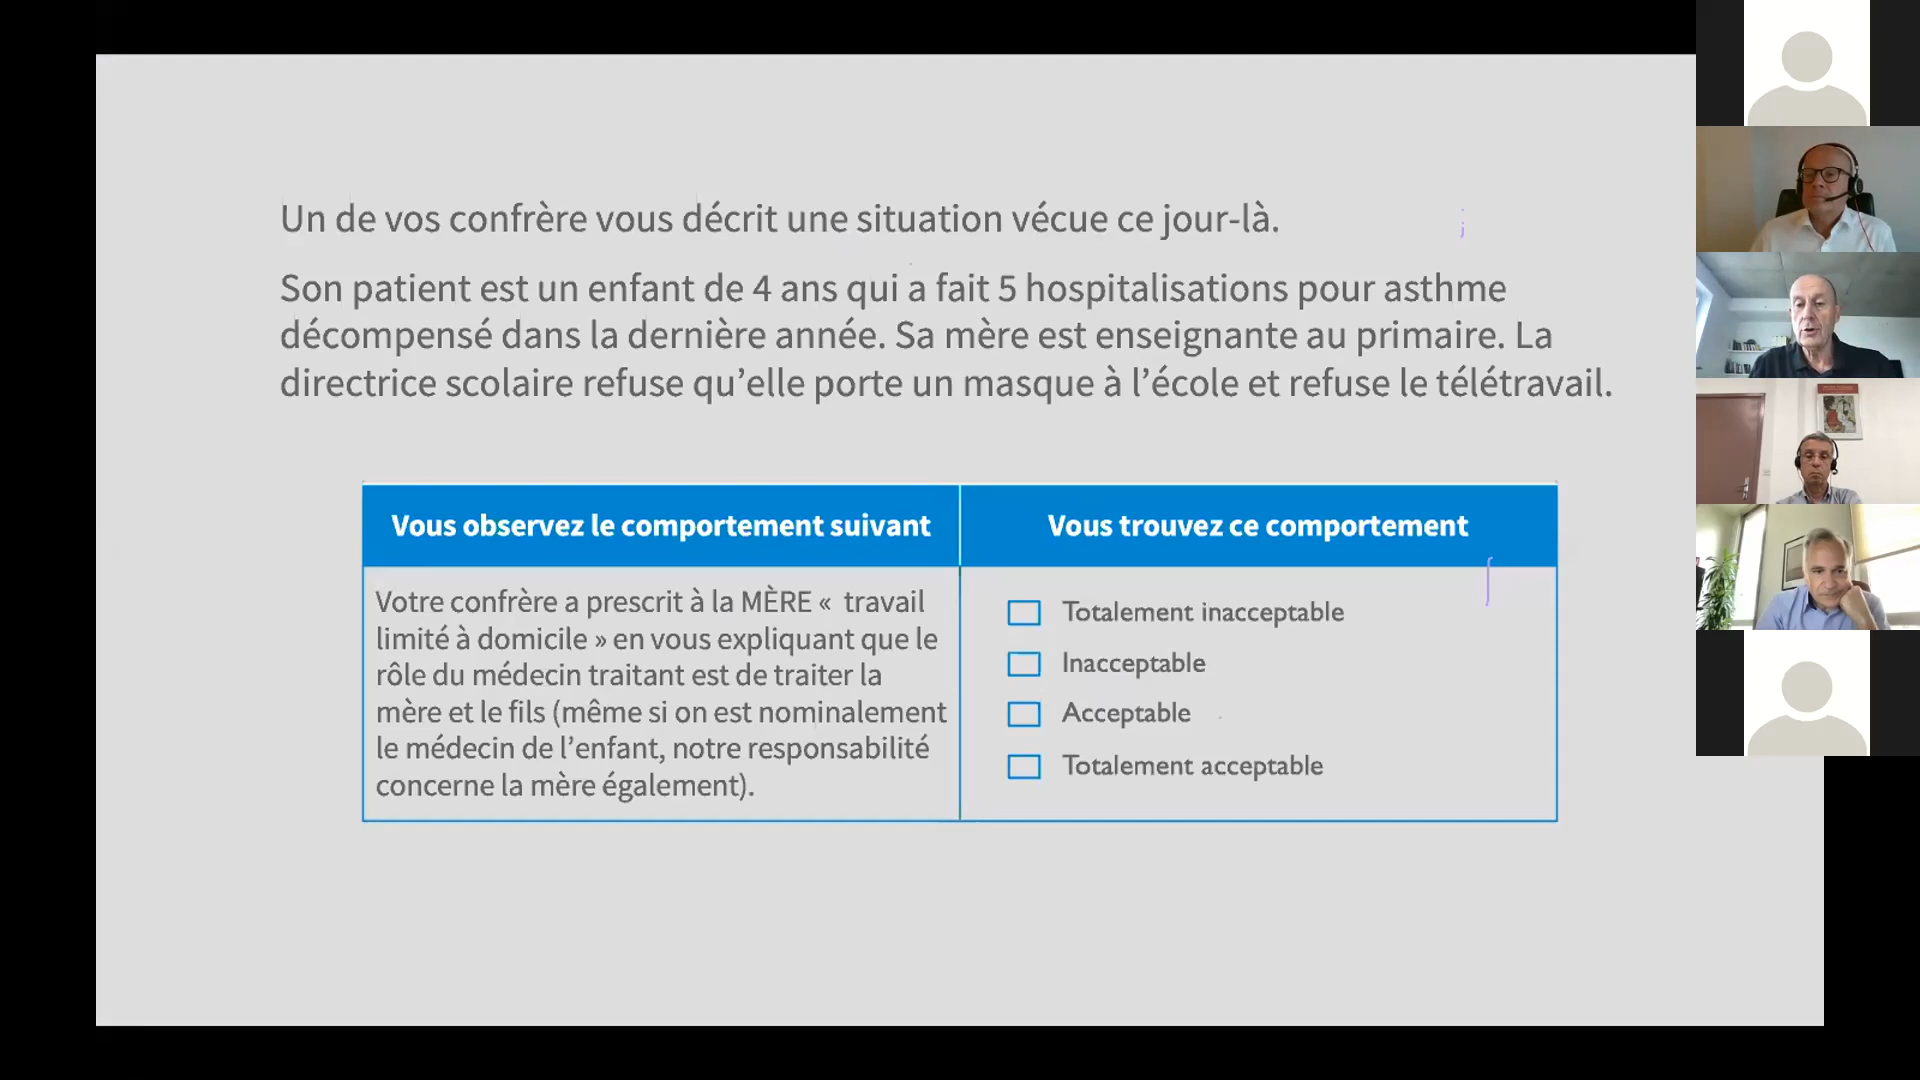 Un de vos confrère vous décrit une situation vécue ce jour-là.
Son patient est un enfant de 4 ans qui a fait 5 hospitalisations pour asthme
décompensé dans la dernière année. Sa mère est enseignante au primaire. La
directrice scolaire refuse qu’elle porte un masque à l’école et refuse le télétravail.
Vous observez le comportement suivant
Vous trouvez ce comportement
Votre confrère a prescrit à la MÈRE « travail
limité à domicile » en vous expliquant que le
rôle du médecin traitant est de traiter la
mère et le fils (même si on est nominalement
le médecin de l’enfant, notre responsabilité
concerne la mère également).
Totalement inacceptable
Inacceptable
Acceptable
Totalement acceptable